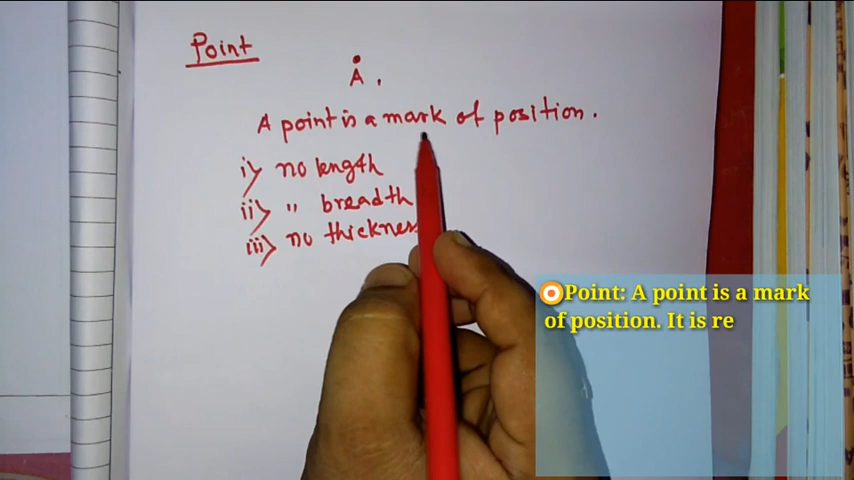 Point
A.
A point is a mark of position.
i) no length
ii) " breadth
iii) no thickness
Point: A point is a mark
of position. It is re